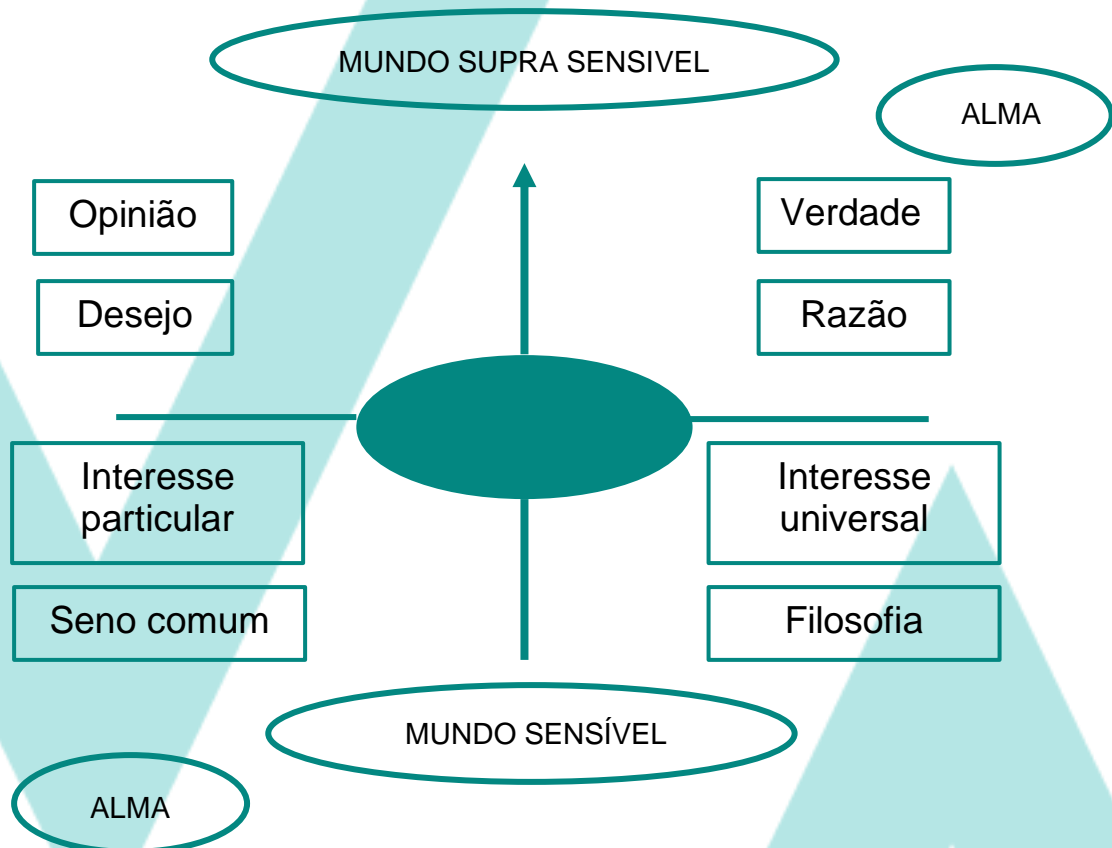 MUNDO SUPRA SENSIVEL
ALMA
Opinião
Verdade
Desejo
Razão
Interesse
particular
Interesse
universal
Seno comum
Filosofia
MUNDO SENSÍVEL
ALMA